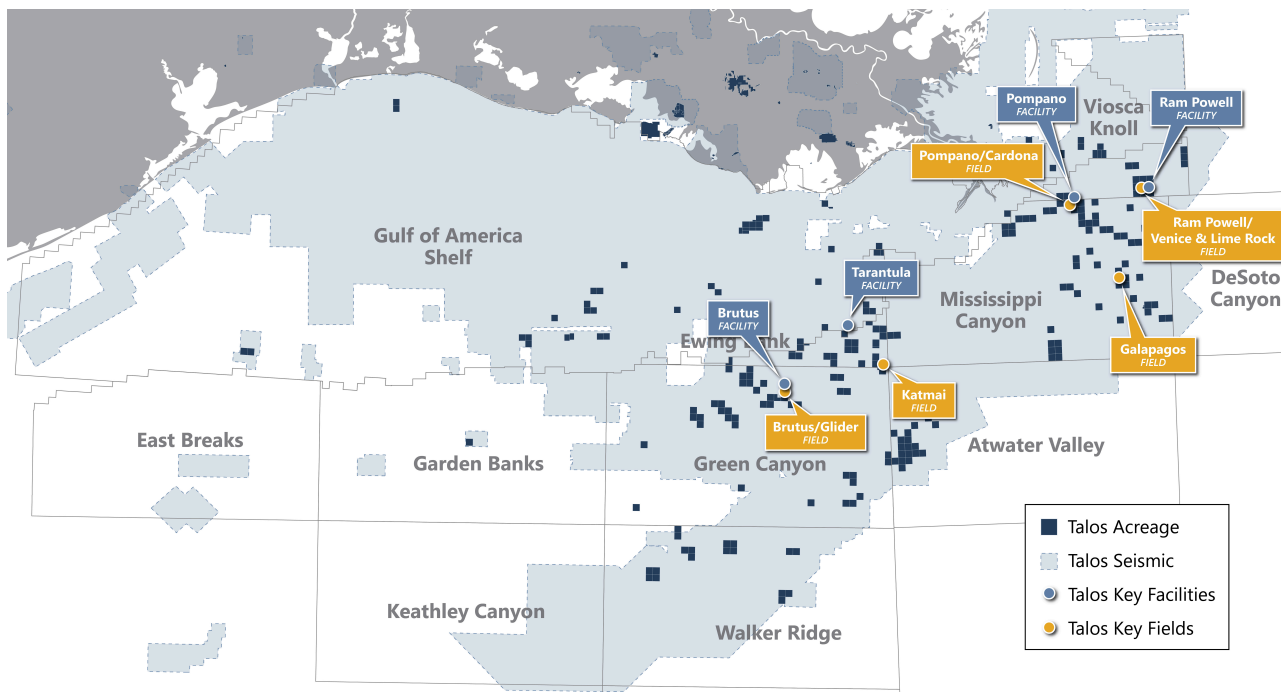 Pompano
FACILITY
Viosca
Knoll
Ram Powell
FACILITY
Pompano/Cardona
FIELD
Gulf of America
Shelf
Ram Powell/
Venice & Lime Rock
FIELD
Tarantula
FACILITY
DeSoto
Canyon
Mississippi
Canyon
Brutus
FACILITY
Ewing Bank
Galapagos
FIELD
Katmai
FIELD
Brutus/Glider
FIELD
East Breaks
Garden Banks
Green Canyon
Atwater Valley
Keathley Canyon
Walker Ridge
Talos Acreage
Talos Seismic
Talos Key Facilities
Talos Key Fields